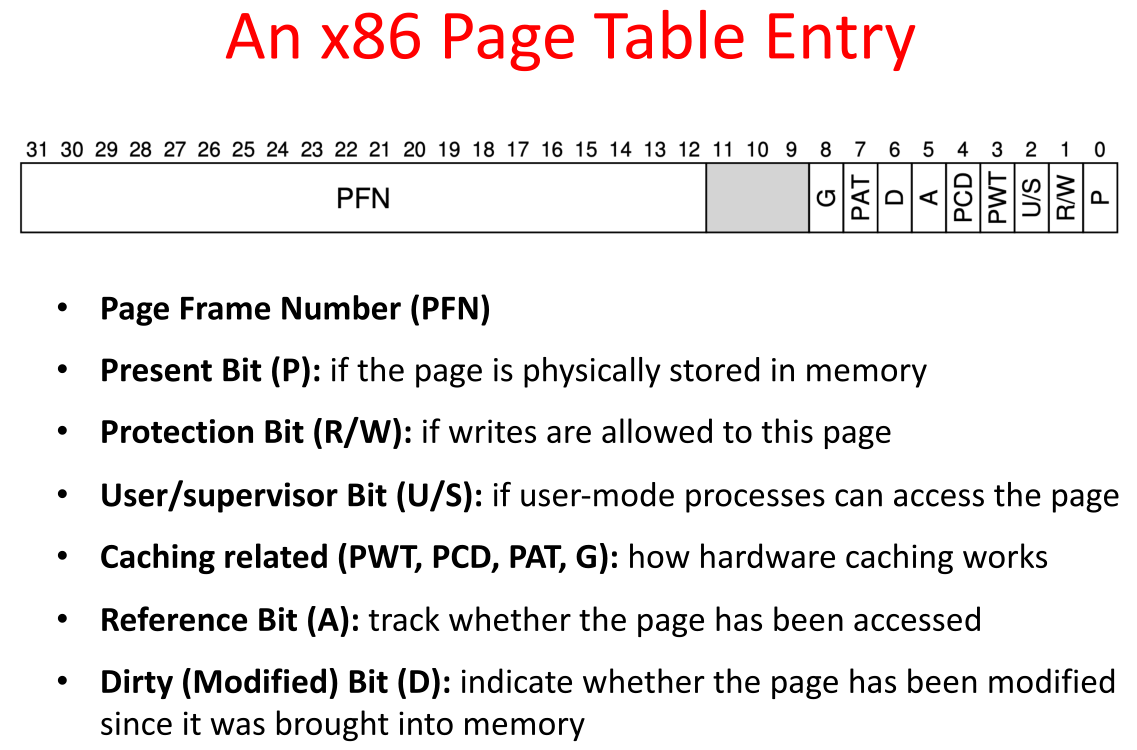 An x86 Page Table Entry
31 30 29 28 27 26 25 24 23 22 21 20 19 18 17 16 15 14 13 12 11 10 9 8 7 6 5 4 3 2 1 0
PFN G PAT D A PCD PWT U/S R/W P
• Page Frame Number (PFN)
• Present Bit (P): if the page is physically stored in memory
• Protection Bit (R/W): if writes are allowed to this page
• User/supervisor Bit (U/S): if user-mode processes can access the page
• Caching related (PWT, PCD, PAT, G): how hardware caching works
• Reference Bit (A): track whether the page has been accessed
• Dirty (Modified) Bit (D): indicate whether the page has been modified
since it was brought into memory